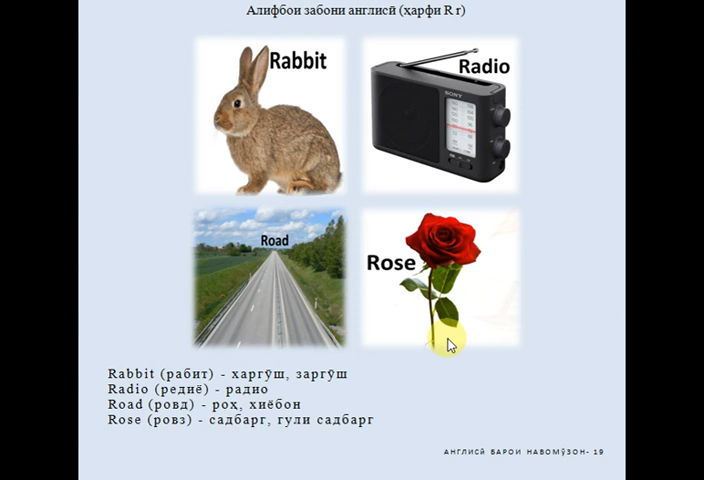 Алифбои забони англисӣ (ҳарфи R r)
Rabbit
Radio
SONY
Road
Rose
Rabbit (рабит) - харгӯш, заргӯш
Radio (редиё) - радио
Road (ровд) - роҳ, хиёбон
Rose (ровз) - садбарг, гули садбарг
АНГЛИСӢ БАРОИ НАВОМӮЗОН- 19